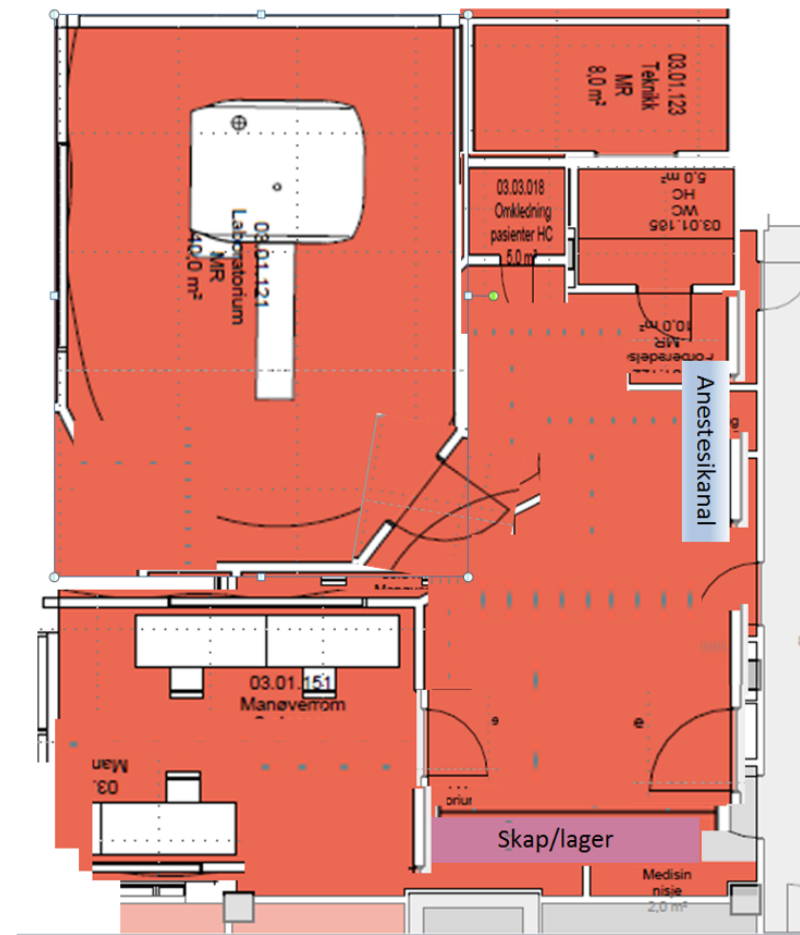 03.01.123
Teknikk
MR
8,0 m²
03.03.018
Omkledning
pasienter HC
5,0 m²
03.01.165
WC
HC
5,0 m²
03.01.121
Laboratorium
MR
40,0 m²
MR
10,0 m²
Anestesikanal
03.01.151
Manøverrom
Man
03.
e
e
Skap/lager
Medisin
nisje
2,0 m²